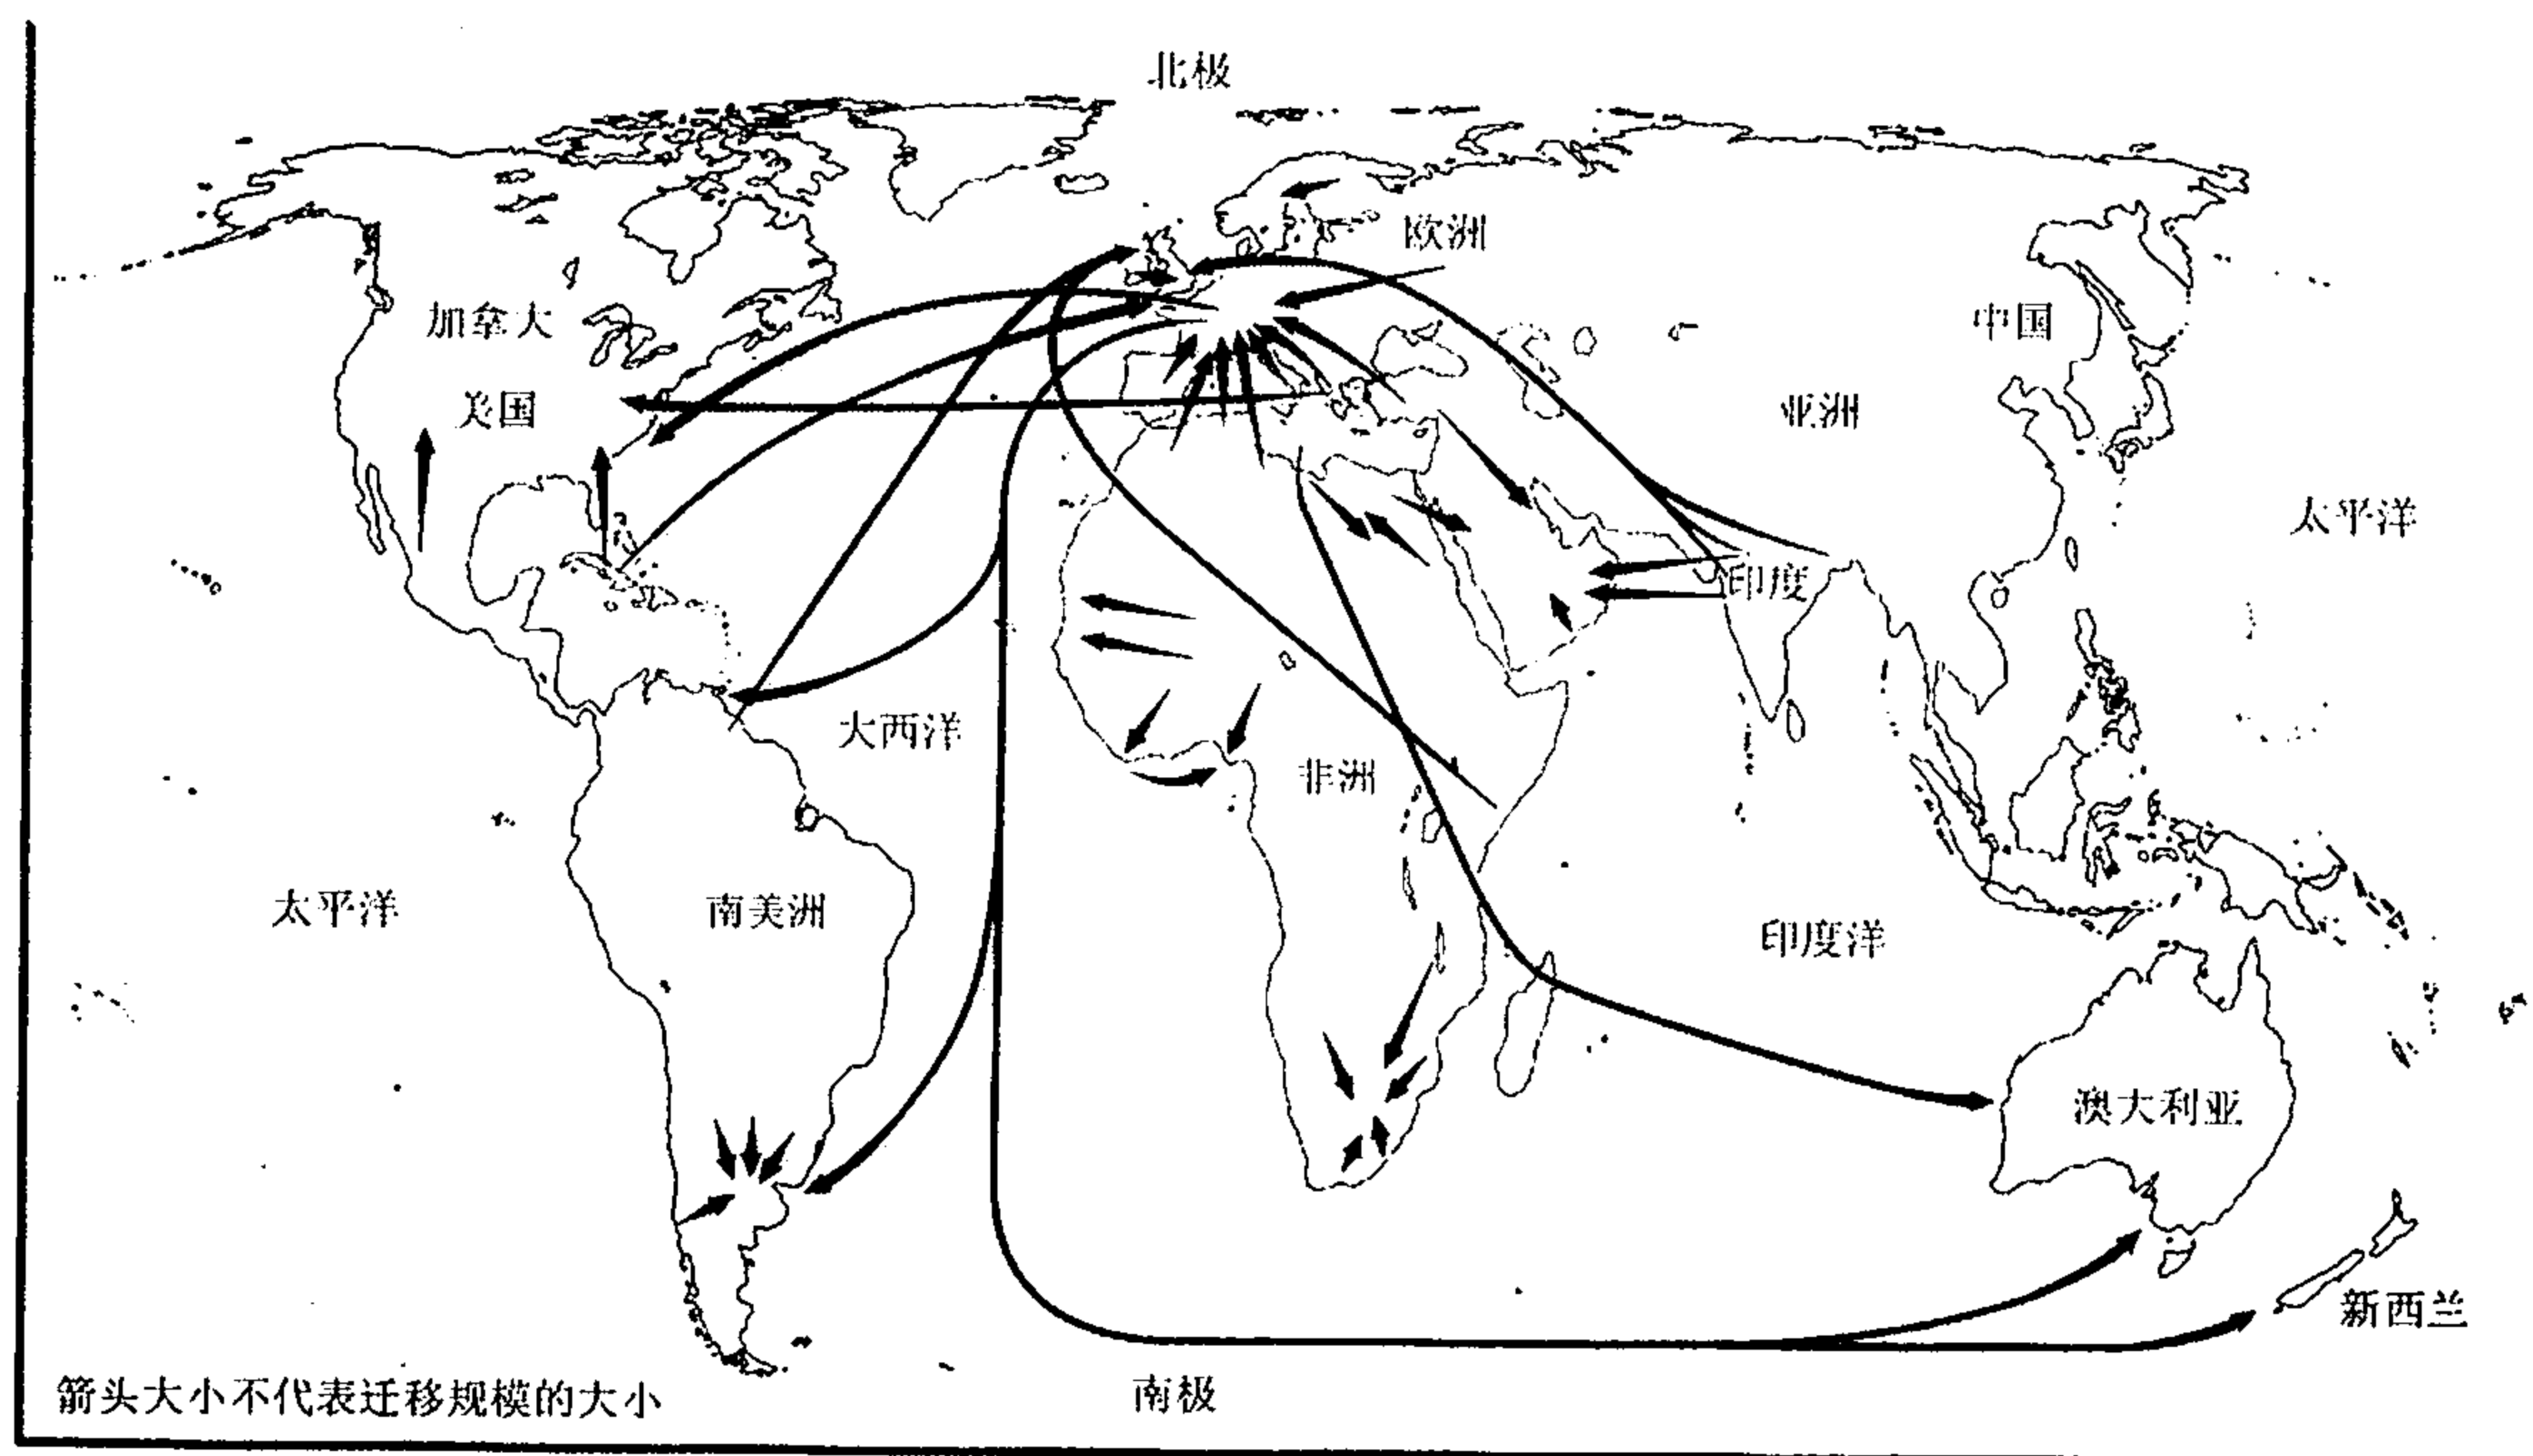 北极
欧洲
加拿大
中国
美国
亚洲
太平洋
印度
大西洋
非洲
太平洋
南美洲
印度洋
澳大利亚
新西兰
箭头大小不代表迁移规模的大小
南极